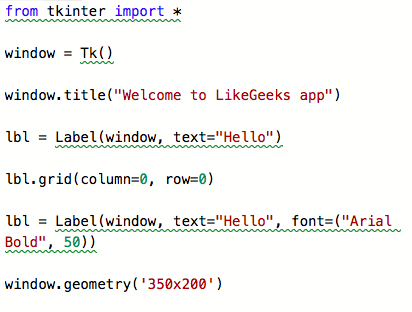 from tkinter import *
window = Tk()
window.title("Welcome to LikeGeeks app")
lbl = Label(window, text="Hello")
lbl.grid(column=0, row=0)
lbl = Label(window, text="Hello", font=("Arial
Bold", 50))
window.geometry('350x200')